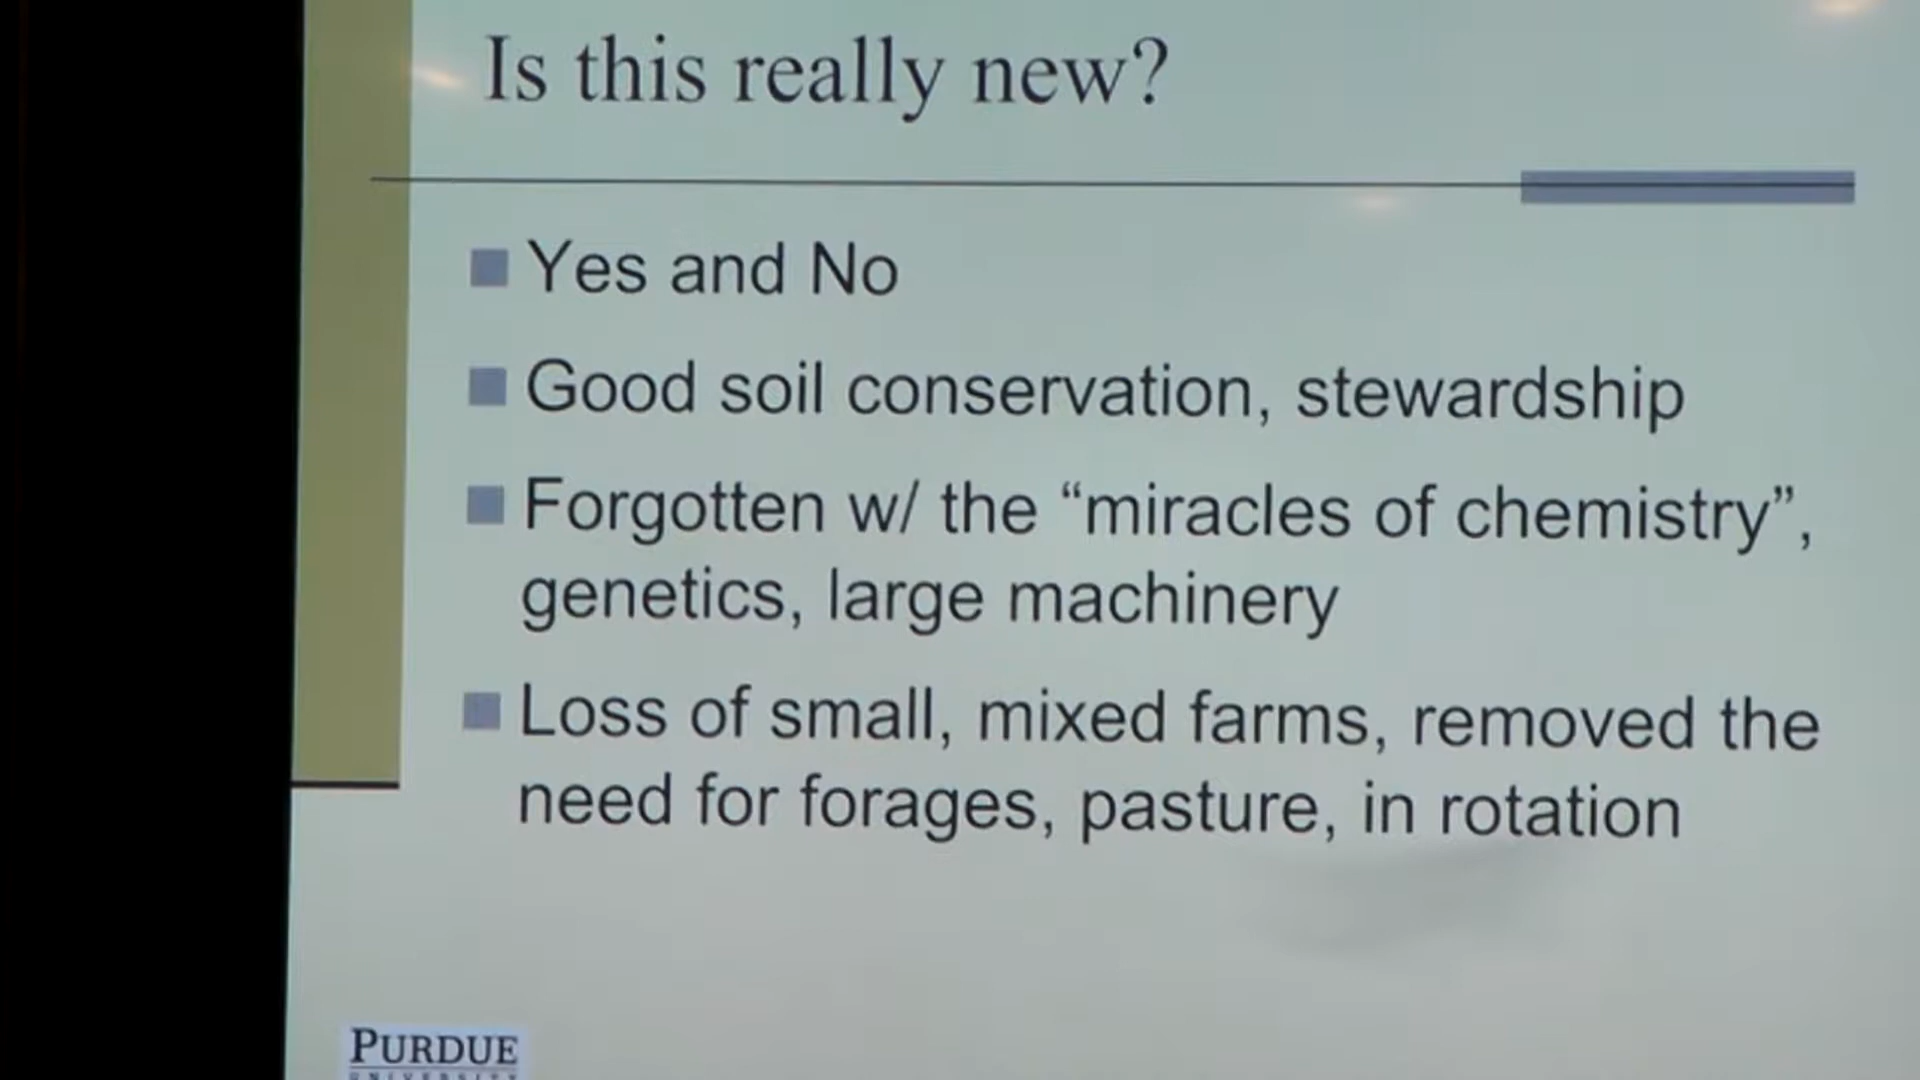 Is this really new?
Yes and No
Good soil conservation, stewardship
Forgotten w/ the “miracles of chemistry”,
genetics, large machinery
Loss of small, mixed farms, removed the
need for forages, pasture, in rotation
PURDUE
UNIVERSITY